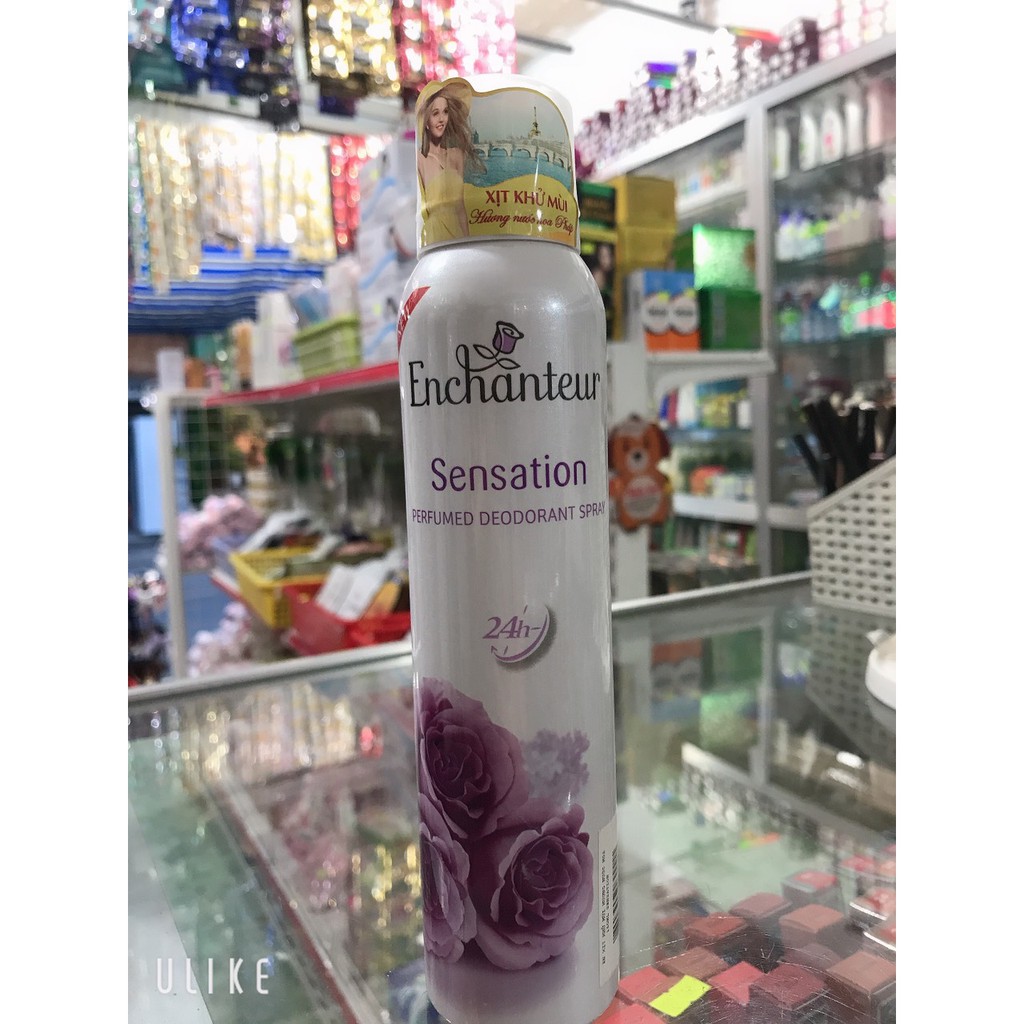 XỊT KHỬ MÙI
Hương nước hoa Pháp
Enchanteur
Sensation
PERFUMED DEODORANT SPRAY
24h
ULIKE